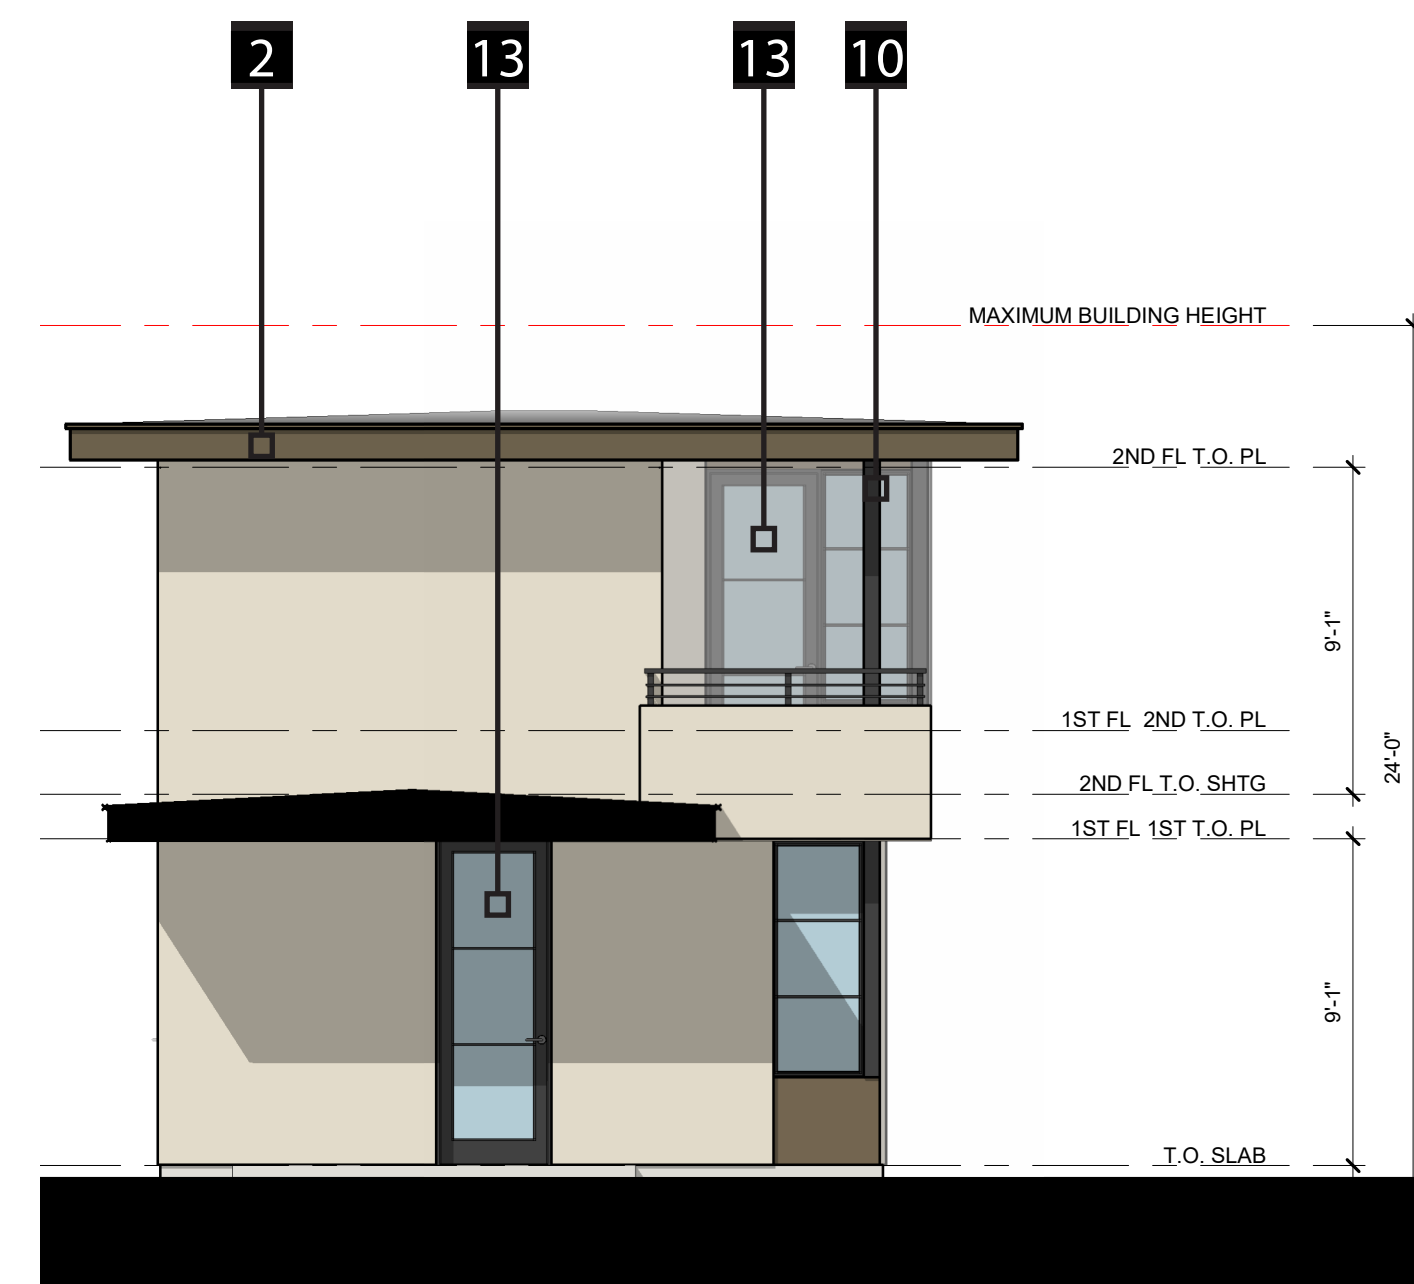 2 13 13 10
MAXIMUM BUILDING HEIGHT
2ND FL T.O. PL
9'-1"
1ST FL 2ND T.O. PL
24'-0"
2ND FL T.O. SHTG
1ST FL 1ST T.O. PL
9'-1"
T.O. SLAB